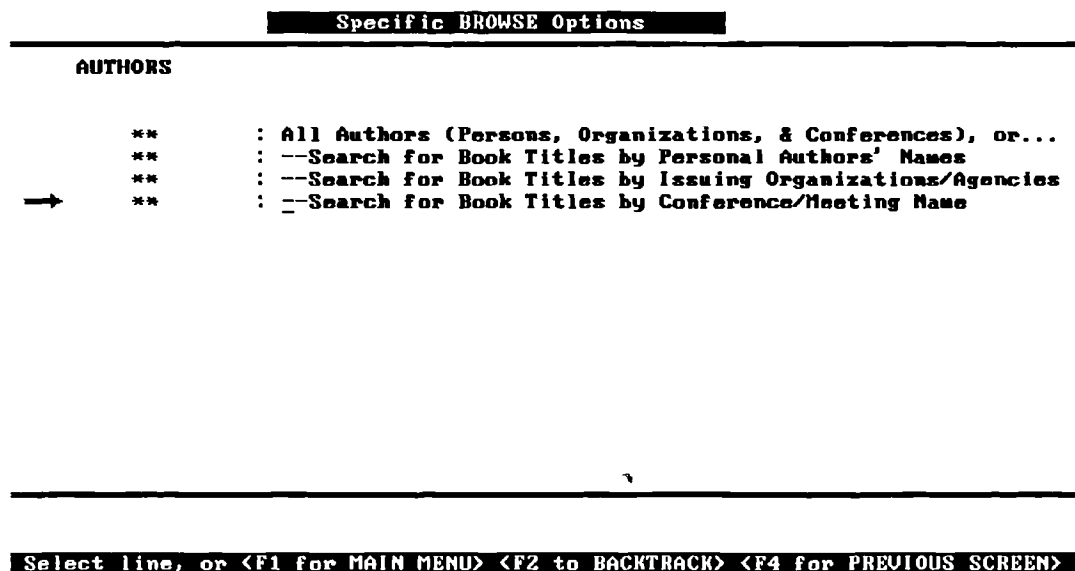 Specific BROWSE Options
AUTHORS
** : All Authors (Persons, Organizations, & Conferences), or...
** : --Search for Book Titles by Personal Authors' Names
** : --Search for Book Titles by Issuing Organizations/Agencies
** : --Search for Book Titles by Conference/Meeting Name
Select line, or <F1 for MAIN MENU> <F2 to BACKTRACK> <F4 for PREVIOUS SCREEN>